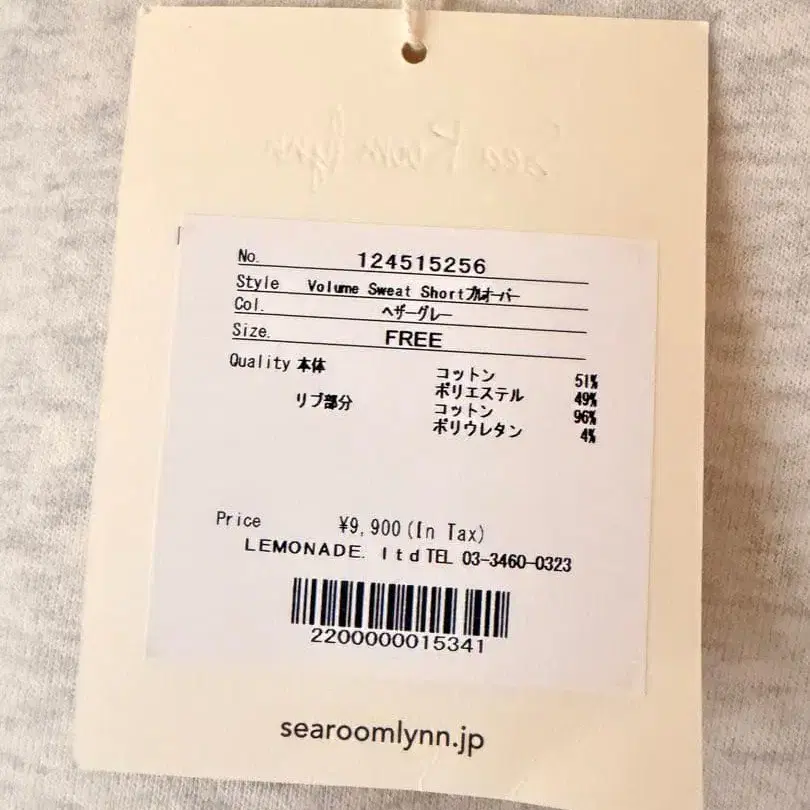 No. 124515256
Style Volume Sweat Shortプルオーバー
Col. ヘザーグレー
Size. FREE
Quality 本体 コットン 51%
ポリエステル 49%
リブ部分 コットン 96%
ポリウレタン 4%
Price ¥9,900(In Tax)
LEMONADE. ltd TEL 03-3460-0323
2200000015341
searoomlynn.jp